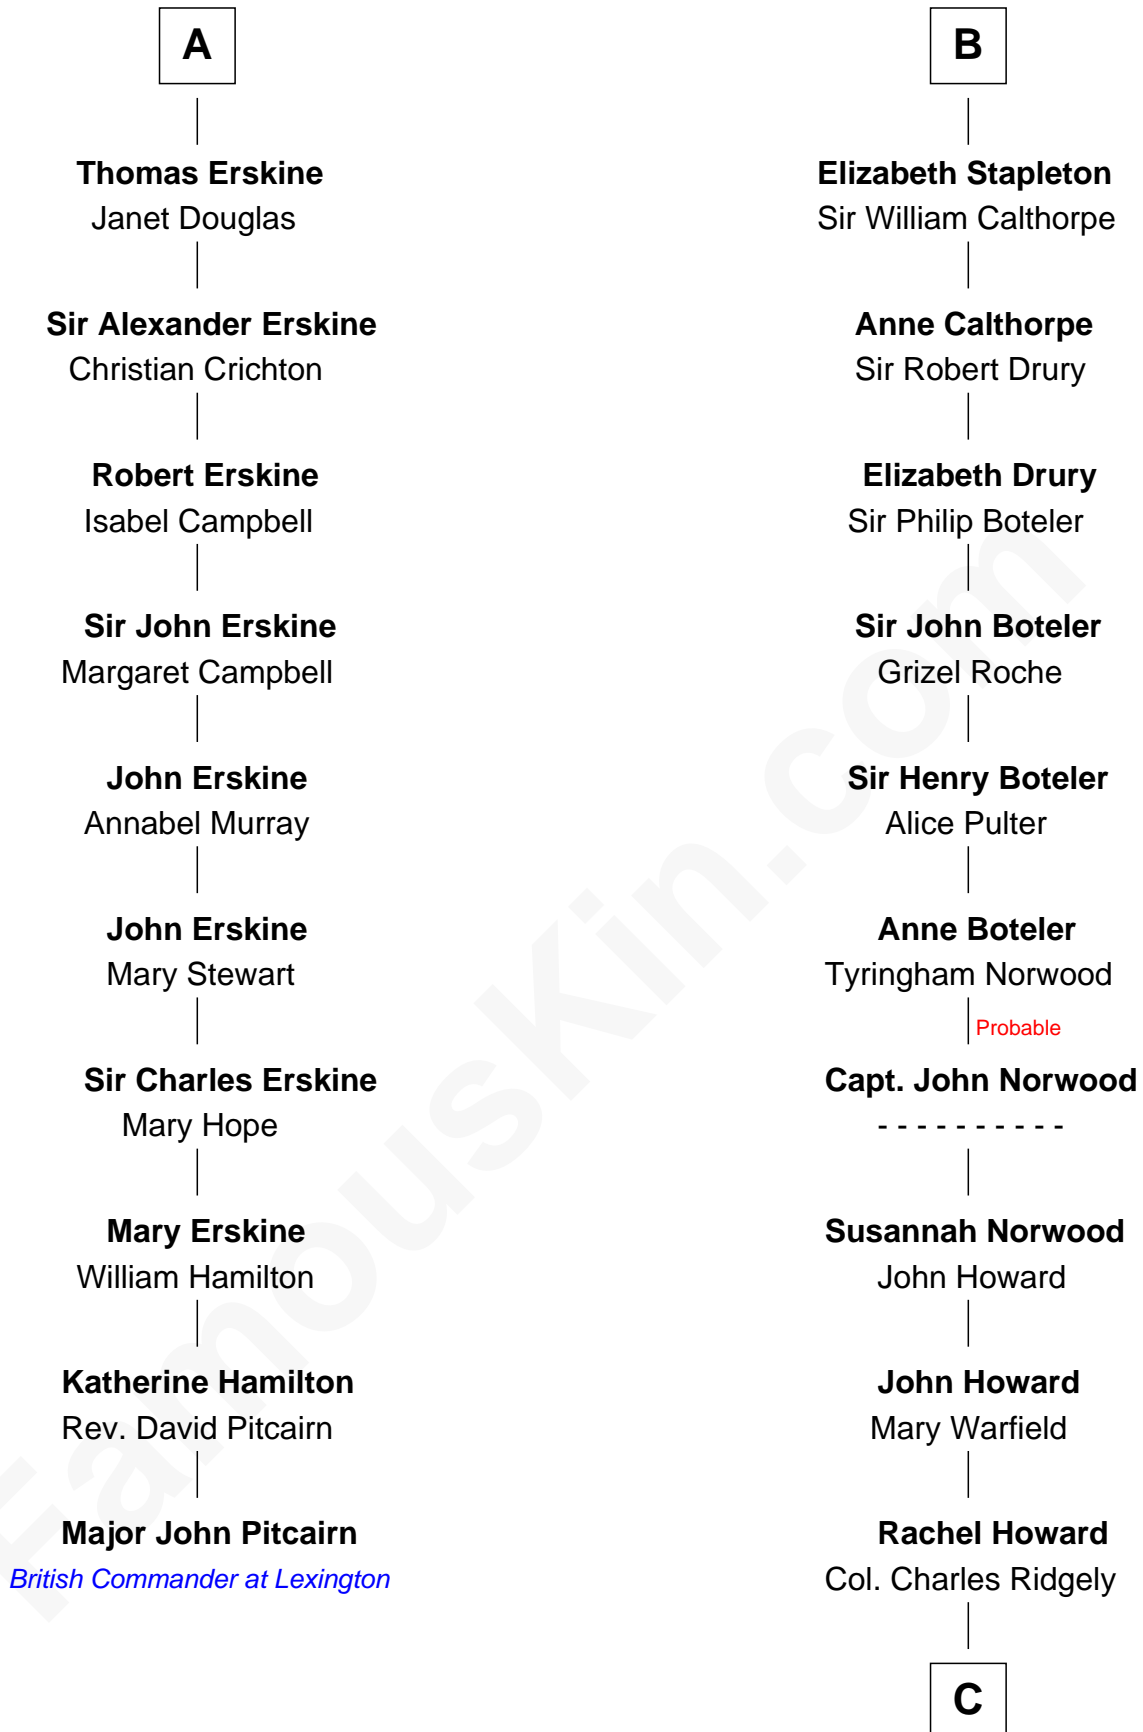 A
Thomas Erskine
Janet Douglas
Sir Alexander Erskine
Christian Crichton
Robert Erskine
Isabel Campbell
Sir John Erskine
Margaret Campbell
John Erskine
Annabel Murray
John Erskine
Mary Stewart
Sir Charles Erskine
Mary Hope
Mary Erskine
William Hamilton
Katherine Hamilton
Rev. David Pitcairn
Major John Pitcairn
British Commander at Lexington
B
Elizabeth Stapleton
Sir William Calthorpe
Anne Calthorpe
Sir Robert Drury
Elizabeth Drury
Sir Philip Boteler
Sir John Boteler
Grizel Roche
Sir Henry Boteler
Alice Pulter
Anne Boteler
Tyringham Norwood
Probable
Capt. John Norwood
- - - - - - - - - -
Susannah Norwood
John Howard
John Howard
Mary Warfield
Rachel Howard
Col. Charles Ridgely
C
FamousKin.com